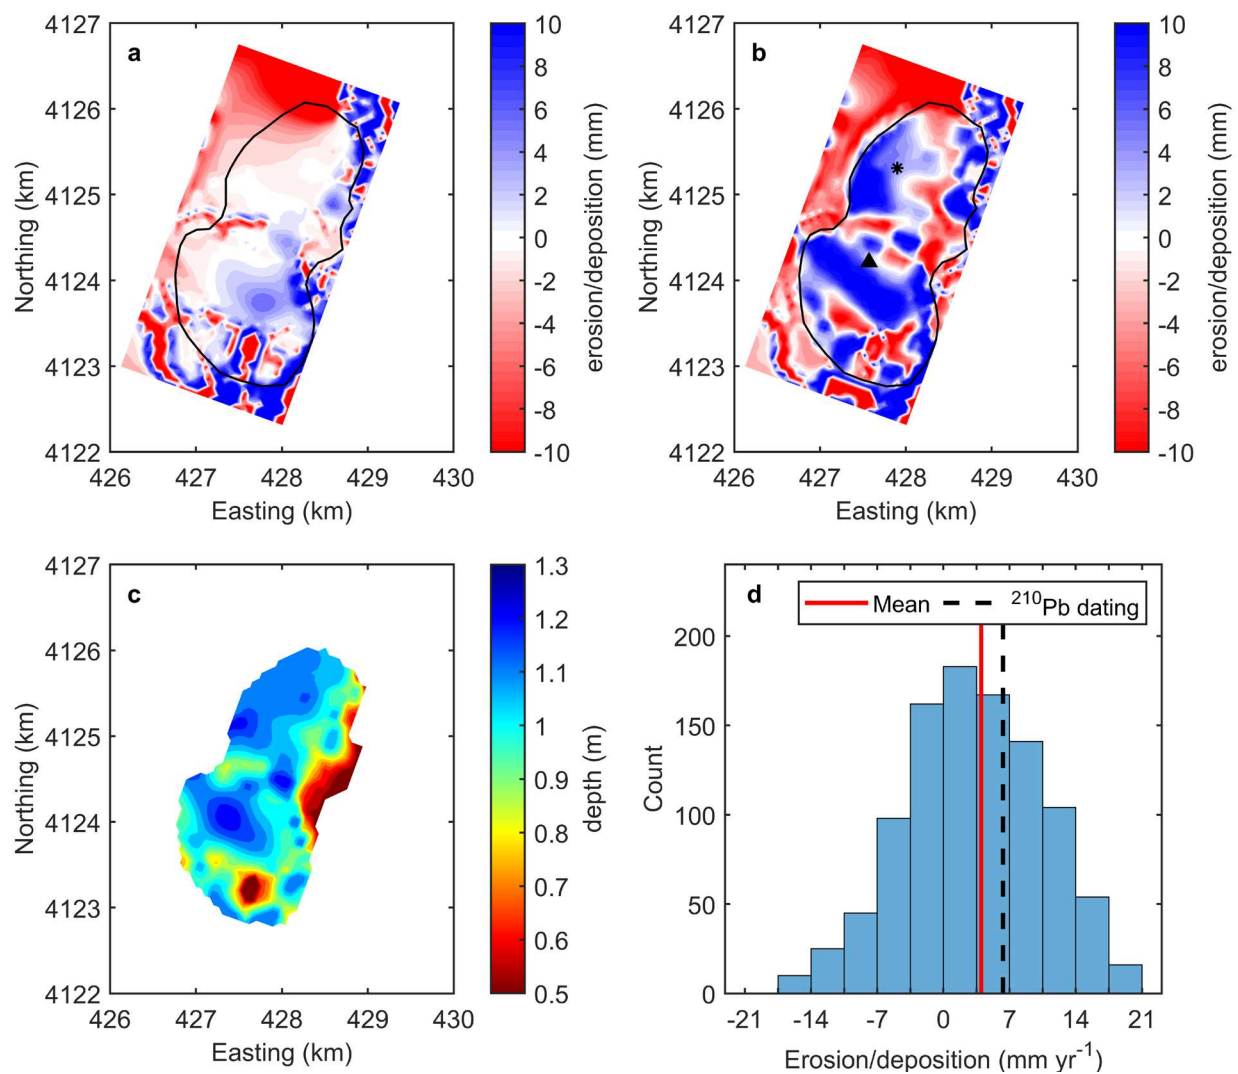 a
4127
4126
4125
4124
4123
4122
426 427 428 429 430
Northing (km)
Easting (km)
10
8
6
4
2
0
-2
-4
-6
-8
-10
erosion/deposition (mm)
b
4127
4126
4125
4124
4123
4122
426 427 428 429 430
Northing (km)
Easting (km)
10
8
6
4
2
0
-2
-4
-6
-8
-10
erosion/deposition (mm)
c
4127
4126
4125
4124
4123
4122
426 427 428 429 430
Northing (km)
Easting (km)
1.3
1.2
1.1
1
0.9
0.8
0.7
0.6
0.5
depth (m)
d
Mean 210Pb dating
200
150
100
50
0
-21 -14 -7 0 7 14 21
Count
Erosion/deposition (mm yr-1)